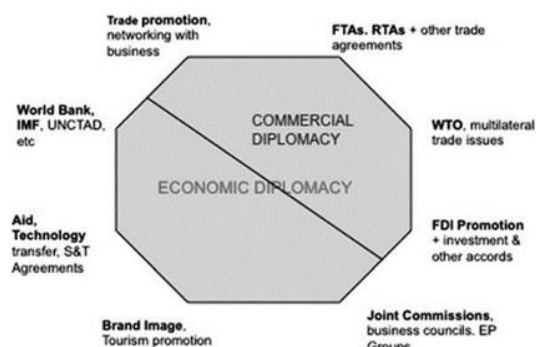 Trade promotion,
networking with
business
FTAs. RTAs + other trade
agreements
World Bank,
IMF, UNCTAD,
etc
COMMERCIAL
DIPLOMACY
WTO, multilateral
trade issues
ECONOMIC DIPLOMACY
Aid,
Technology
transfer, S&T
Agreements
FDI Promotion
+ investment &
other accords
Brand Image,
Tourism promotion
Joint Commissions,
business councils. EP
Groups